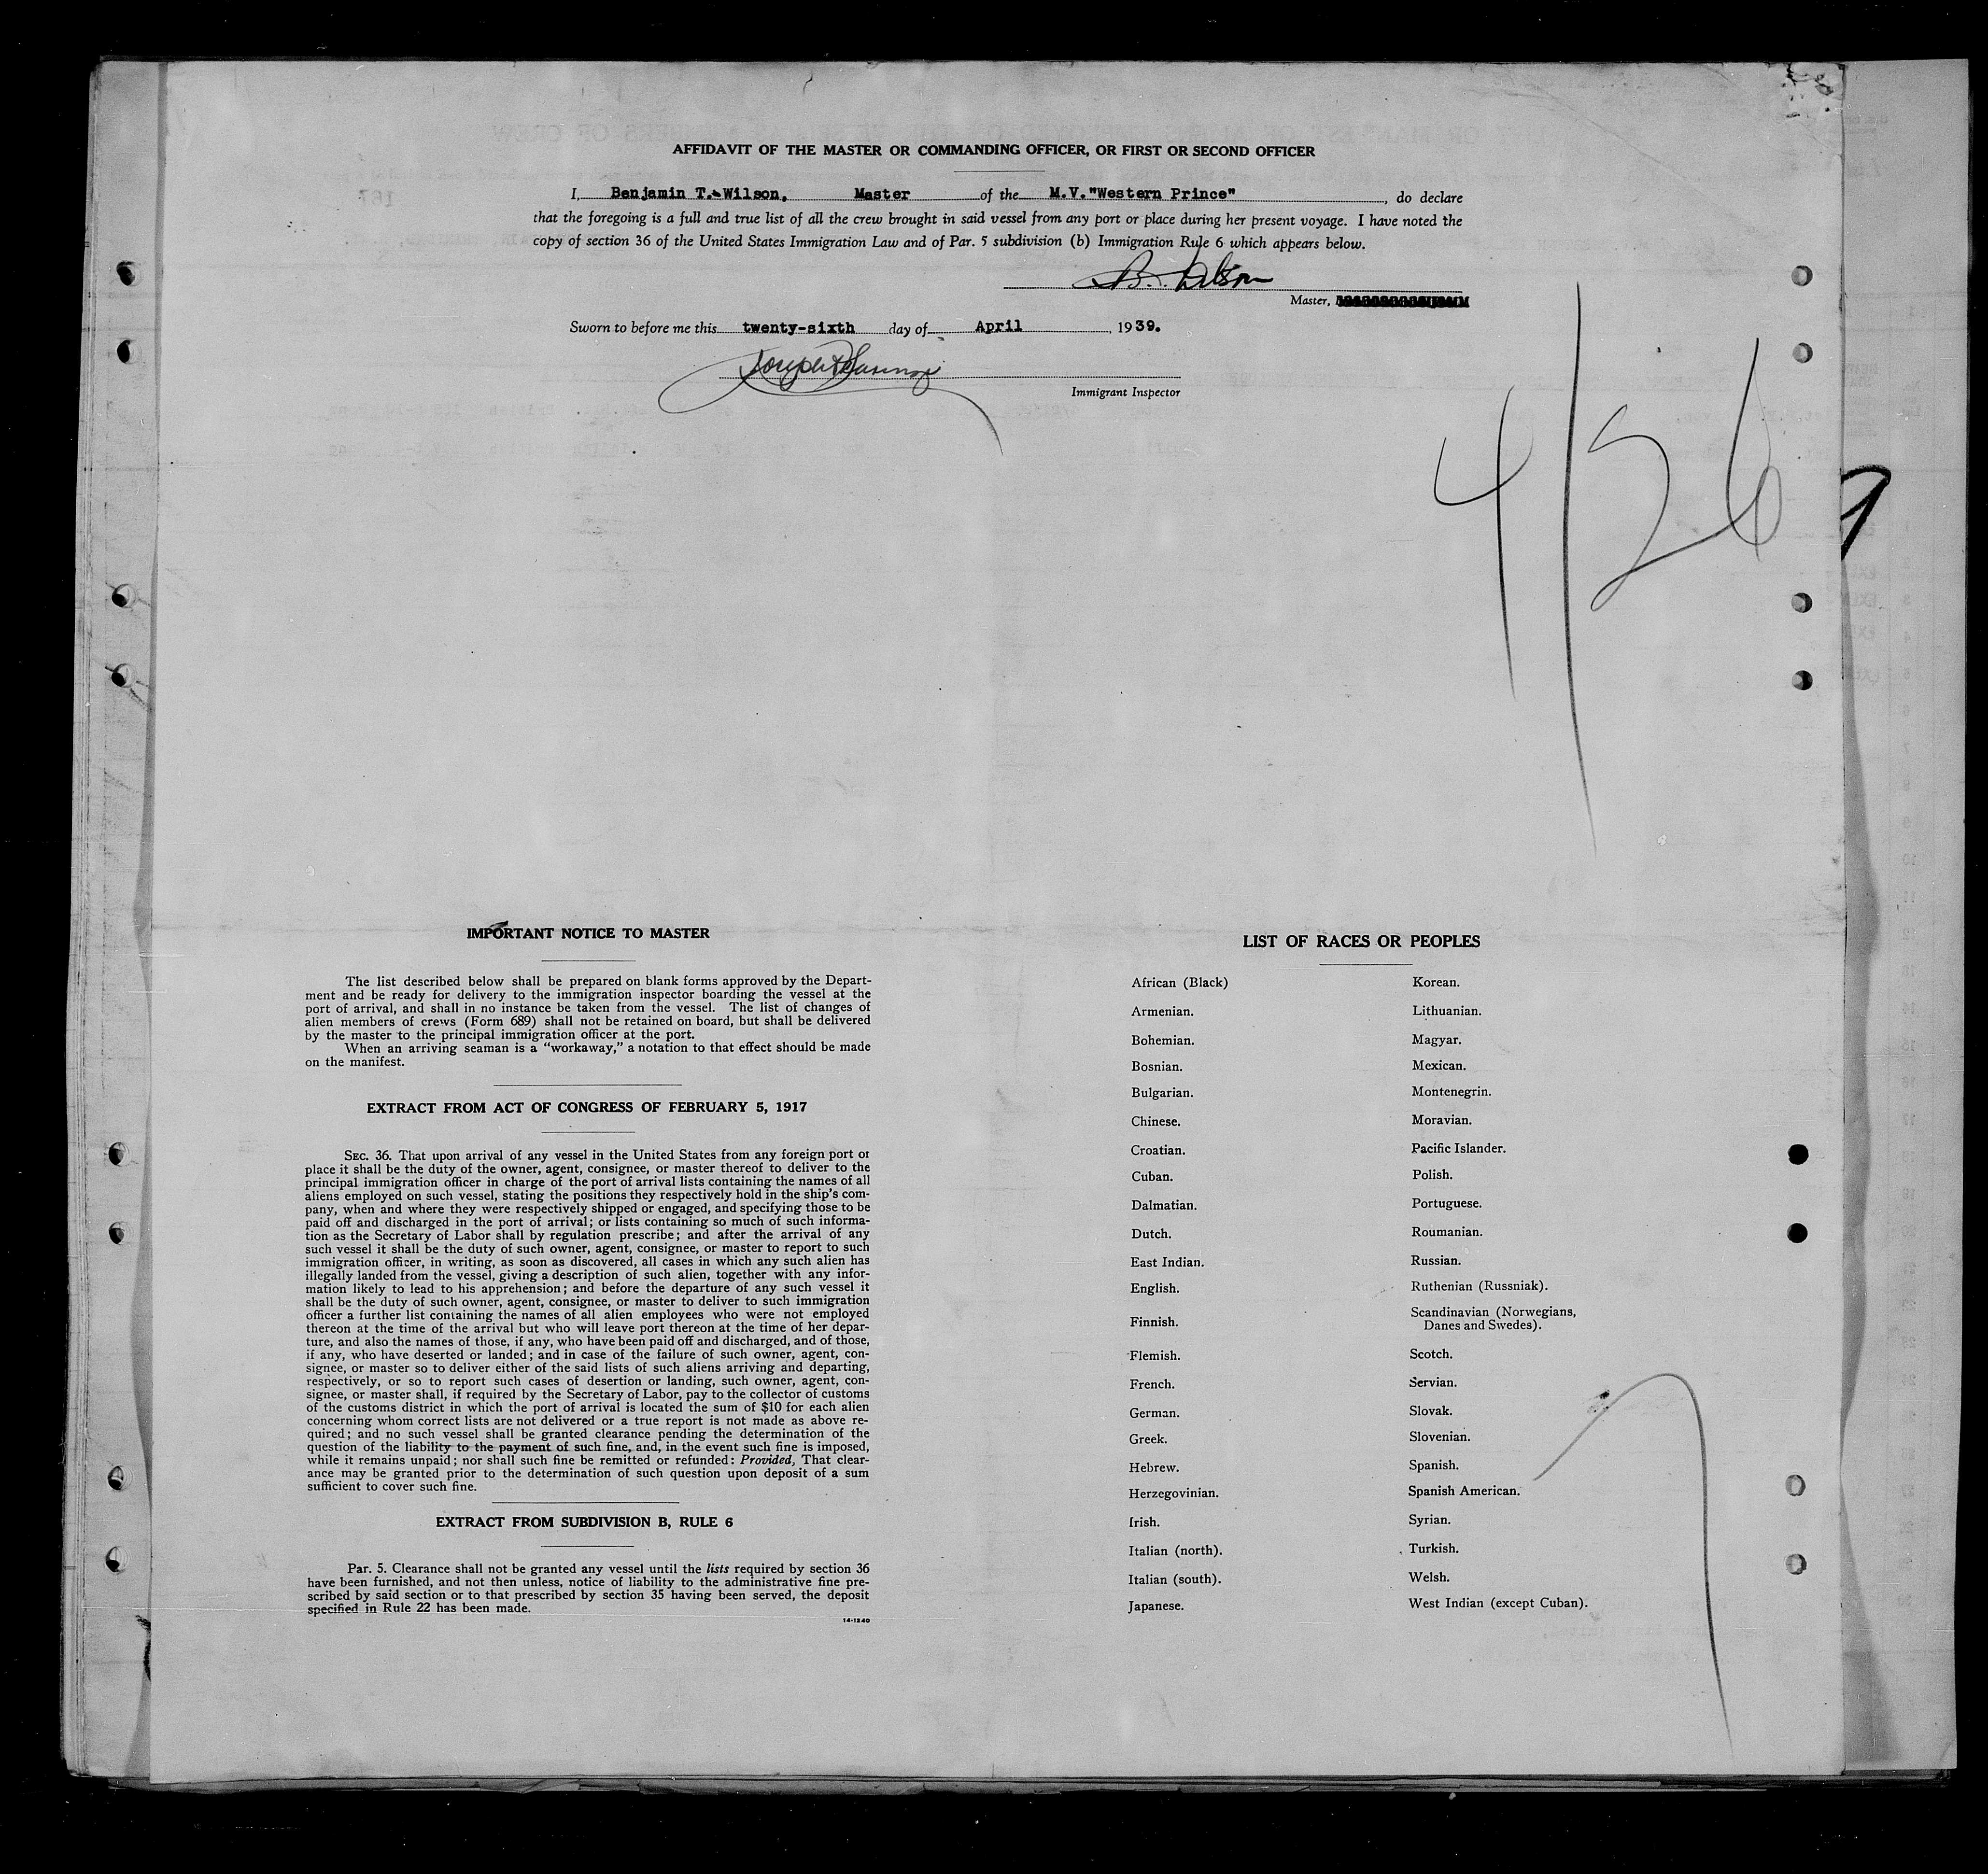 AFFIDAVIT OF THE MASTER OR COMMANDING OFFICER, OR FIRST OR SECOND OFFICER
I, Benjamin T. Wilson, Master of the M.V."Western Prince", do declare
that the foregoing is a full and true list of all the crew brought in said vessel from any port or place during her present voyage. I have noted the
copy of section 36 of the United States Immigration Law and of Par. 5 subdivision (b) Immigration Rule 6 which appears below.
B. Wilson
Master,
Sworn to before me this twenty-sixth day of April, 1939.
Immigrant Inspector
4/26
IMPORTANT NOTICE TO MASTER
The list described below shall be prepared on blank forms approved by the Depart-
ment and be ready for delivery to the immigration inspector boarding the vessel at the
port of arrival, and shall in no instance be taken from the vessel. The list of changes of
alien members of crews (Form 689) shall not be retained on board, but shall be delivered
by the master to the principal immigration officer at the port.
When an arriving seaman is a "workaway," a notation to that effect should be made
on the manifest.
EXTRACT FROM ACT OF CONGRESS OF FEBRUARY 5, 1917
SEC. 36. That upon arrival of any vessel in the United States from any foreign port or
place it shall be the duty of the owner, agent, consignee, or master thereof to deliver to the
principal immigration officer in charge of the port of arrival lists containing the names of all
aliens employed on such vessel, stating the positions they respectively hold in the ship's com-
pany, when and where they were respectively shipped or engaged, and specifying those to be
paid off and discharged in the port of arrival; or lists containing so much of such informa-
tion as the Secretary of Labor shall by regulation prescribe; and after the arrival of any
such vessel it shall be the duty of such owner, agent, consignee, or master to report to such
immigration officer, in writing, as soon as discovered, all cases in which any such alien has
illegally landed from the vessel, giving a description of such alien, together with any infor-
mation likely to lead to his apprehension; and before the departure of any such vessel it
shall be the duty of such owner, agent, consignee, or master to deliver to such immigration
officer a further list containing the names of all alien employees who were not employed
thereon at the time of the arrival but who will leave port thereon at the time of her depar-
ture, and also the names of those, if any, who have been paid off and discharged, and of those,
if any, who have deserted or landed; and in case of the failure of such owner, agent, con-
signee, or master so to deliver either of the said lists of such aliens arriving and departing,
respectively, or so to report such cases of desertion or landing, such owner, agent, con-
signee, or master shall, if required by the Secretary of Labor, pay to the collector of customs
of the customs district in which the port of arrival is located the sum of $10 for each alien
concerning whom correct lists are not delivered or a true report is not made as above re-
quired; and no such vessel shall be granted clearance pending the determination of the
question of the liability to the payment of such fine, and, in the event such fine is imposed,
while it remains unpaid; nor shall such fine be remitted or refunded: Provided, That clear-
ance may be granted prior to the determination of such question upon deposit of a sum
sufficient to cover such fine.
EXTRACT FROM SUBDIVISION B, RULE 6
Par. 5. Clearance shall not be granted any vessel until the lists required by section 36
have been furnished, and not then unless, notice of liability to the administrative fine pre-
scribed by said section or to that prescribed by section 35 having been served, the deposit
specified in Rule 22 has been made.
14-1240
LIST OF RACES OR PEOPLES
African (Black)
Armenian.
Bohemian.
Bosnian.
Bulgarian.
Chinese.
Croatian.
Cuban.
Dalmatian.
Dutch.
East Indian.
English.
Finnish.
Flemish.
French.
German.
Greek.
Hebrew.
Herzegovinian.
Irish.
Italian (north).
Italian (south).
Japanese.
Korean.
Lithuanian.
Magyar.
Mexican.
Montenegrin.
Moravian.
Pacific Islander.
Polish.
Portuguese.
Roumanian.
Russian.
Ruthenian (Russniak).
Scandinavian (Norwegians,
Danes and Swedes).
Scotch.
Servian.
Slovak.
Slovenian.
Spanish.
Spanish American.
Syrian.
Turkish.
Welsh.
West Indian (except Cuban).